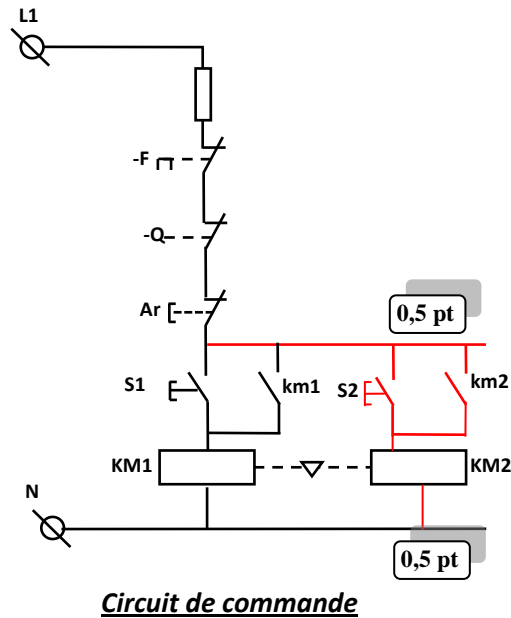 L1
-F
-Q
Ar
0,5 pt
S1
km1
S2
km2
KM1
KM2
N
0,5 pt
Circuit de commande